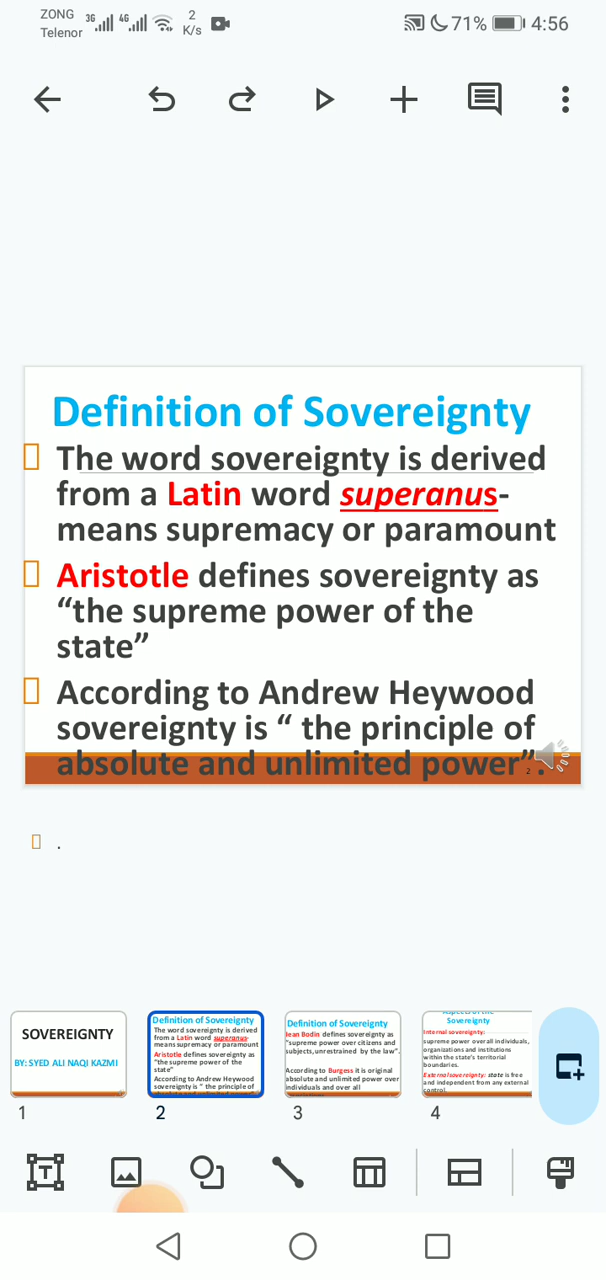 ZONG
Telenor
3G
4G
2
K/s
71%
4:56
Definition of Sovereignty
The word sovereignty is derived
from a Latin word superanus-
means supremacy or paramount
Aristotle defines sovereignty as
“the supreme power of the
state”
According to Andrew Heywood
sovereignty is “ the principle of
absolute and unlimited power”.
2
.
SOVEREIGNTY
BY: SYED ALI NAQI KAZMI
1
Definition of Sovereignty
The word sovereignty is derived
from a Latin word superanus-
means supremacy or paramount
Aristotle defines sovereignty as
“the supreme power of the
state”
According to Andrew Heywood
sovereignty is “ the principle of
absolute and unlimited power”.
2
Definition of Sovereignty
Jean Bodin defines sovereignty as
“supreme power over citizens and
subjects,unrestrained by the law”.
According to Burgess it is original
absolute and unlimited power over
individuals and over all
3
Sovereignty
Internal sovereignty:
supreme power over all individuals,
organizations and institutions
within the state’s territorial
boundaries.
External sovereignty: state is free
and independent from any external
control.
4
T